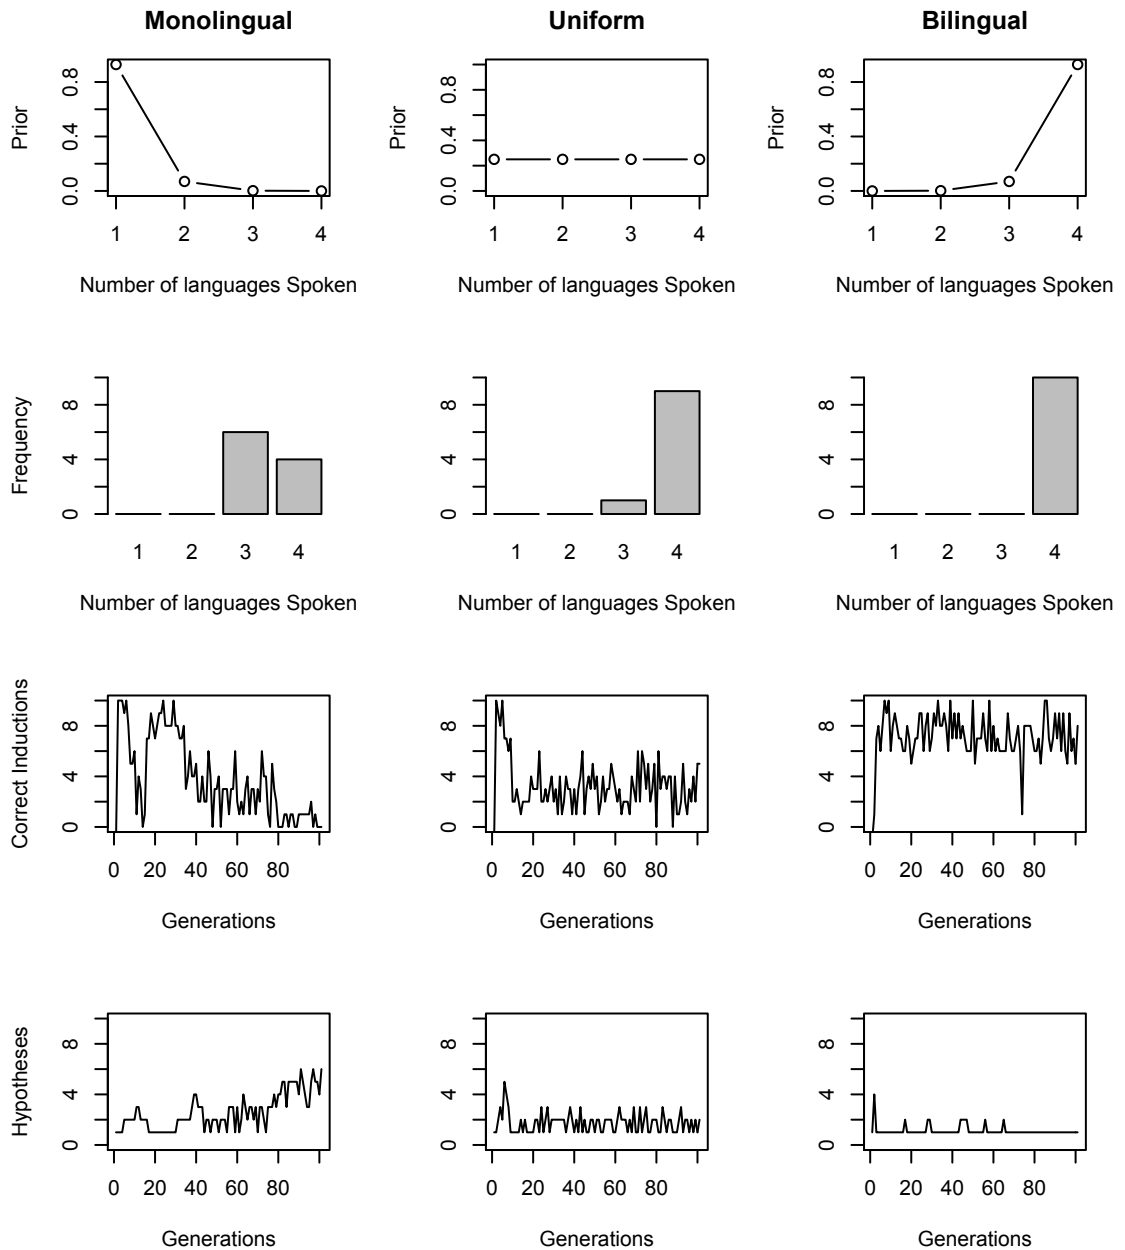 Monolingual Uniform Bilingual
Prior 0.0 0.4 0.8 Prior 0.0 0.4 0.8 Prior 0.0 0.4 0.8
1 2 3 4 1 2 3 4 1 2 3 4
Number of languages Spoken Number of languages Spoken Number of languages Spoken
Frequency 0 4 8 0 4 8 0 4 8
1 2 3 4 1 2 3 4 1 2 3 4
Number of languages Spoken Number of languages Spoken Number of languages Spoken
Correct Inductions 0 4 8 0 4 8 0 4 8
0 20 40 60 80 0 20 40 60 80 0 20 40 60 80
Generations Generations Generations
Hypotheses 0 4 8 0 4 8 0 4 8
0 20 40 60 80 0 20 40 60 80 0 20 40 60 80
Generations Generations Generations